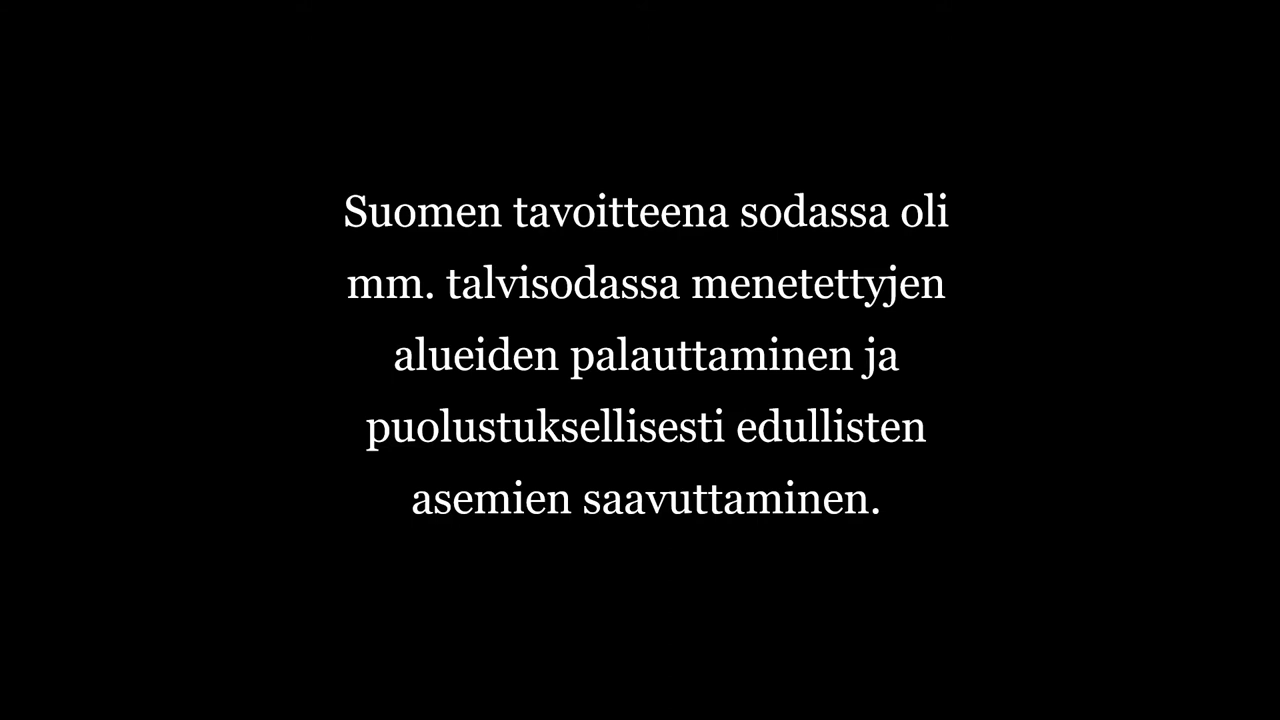 Suomen tavoitteena sodassa oli
mm. talvisodassa menetettyjen
alueiden palauttaminen ja
puolustuksellisesti edullisten
asemien saavuttaminen.